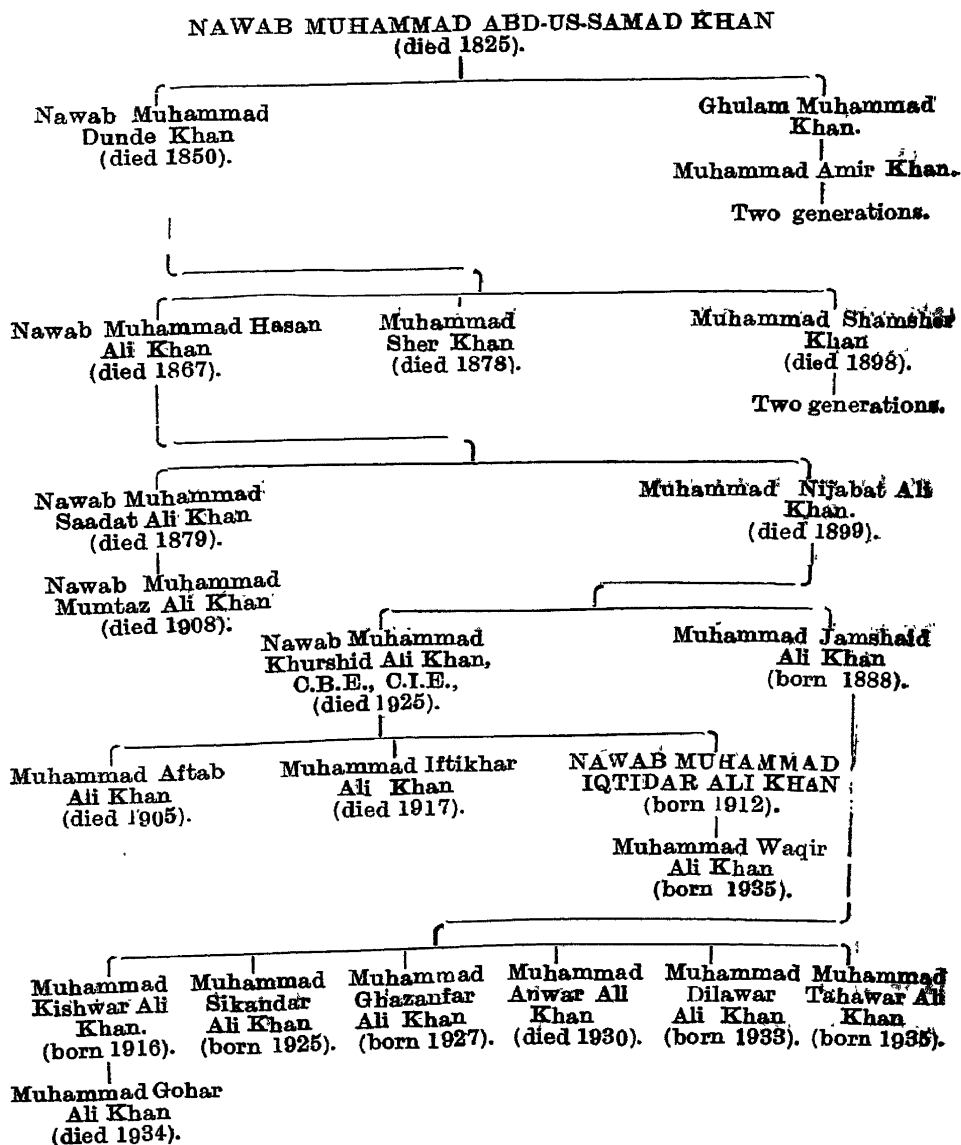 NAWAB MUHAMMAD ABD-US-SAMAD KHAN
(died 1825).
Nawab Muhammad
Dunde Khan
(died 1850).
Ghulam Muhammad
Khan.
Muhammad Amir Khan.
Two generations.
Nawab Muhammad Hasan
Ali Khan
(died 1867).
Muhammad
Sher Khan
(died 1878).
Muhammad Shamsher
Khan
(died 1898).
Two generations.
Nawab Muhammad
Saadat Ali Khan
(died 1879).
Muhammad Nijabat Ali
Khan.
(died 1899).
Nawab Muhammad
Mumtaz Ali Khan
(died 1908).
Nawab Muhammad
Khurshid Ali Khan,
C.B.E., C.I.E.,
(died 1925).
Muhammad Jamshaid
Ali Khan
(born 1888).
Muhammad Aftab
Ali Khan
(died 1905).
Muhammad Iftikhar
Ali Khan
(died 1917).
NAWAB MUHAMMAD
IQTIDAR ALI KHAN
(born 1912).
Muhammad Waqir
Ali Khan
(born 1935).
Muhammad
Kishwar Ali
Khan.
(born 1916).
Muhammad
Sikandar
Ali Khan
(born 1925).
Muhammad
Ghazanfar
Ali Khan
(born 1927).
Muhammad
Anwar Ali
Khan
(died 1930).
Muhammad
Dilawar
Ali Khan
(born 1933).
Muhammad
Tahawar Ali
Khan
(born 1935).
Muhammad Gohar
Ali Khan
(died 1934).